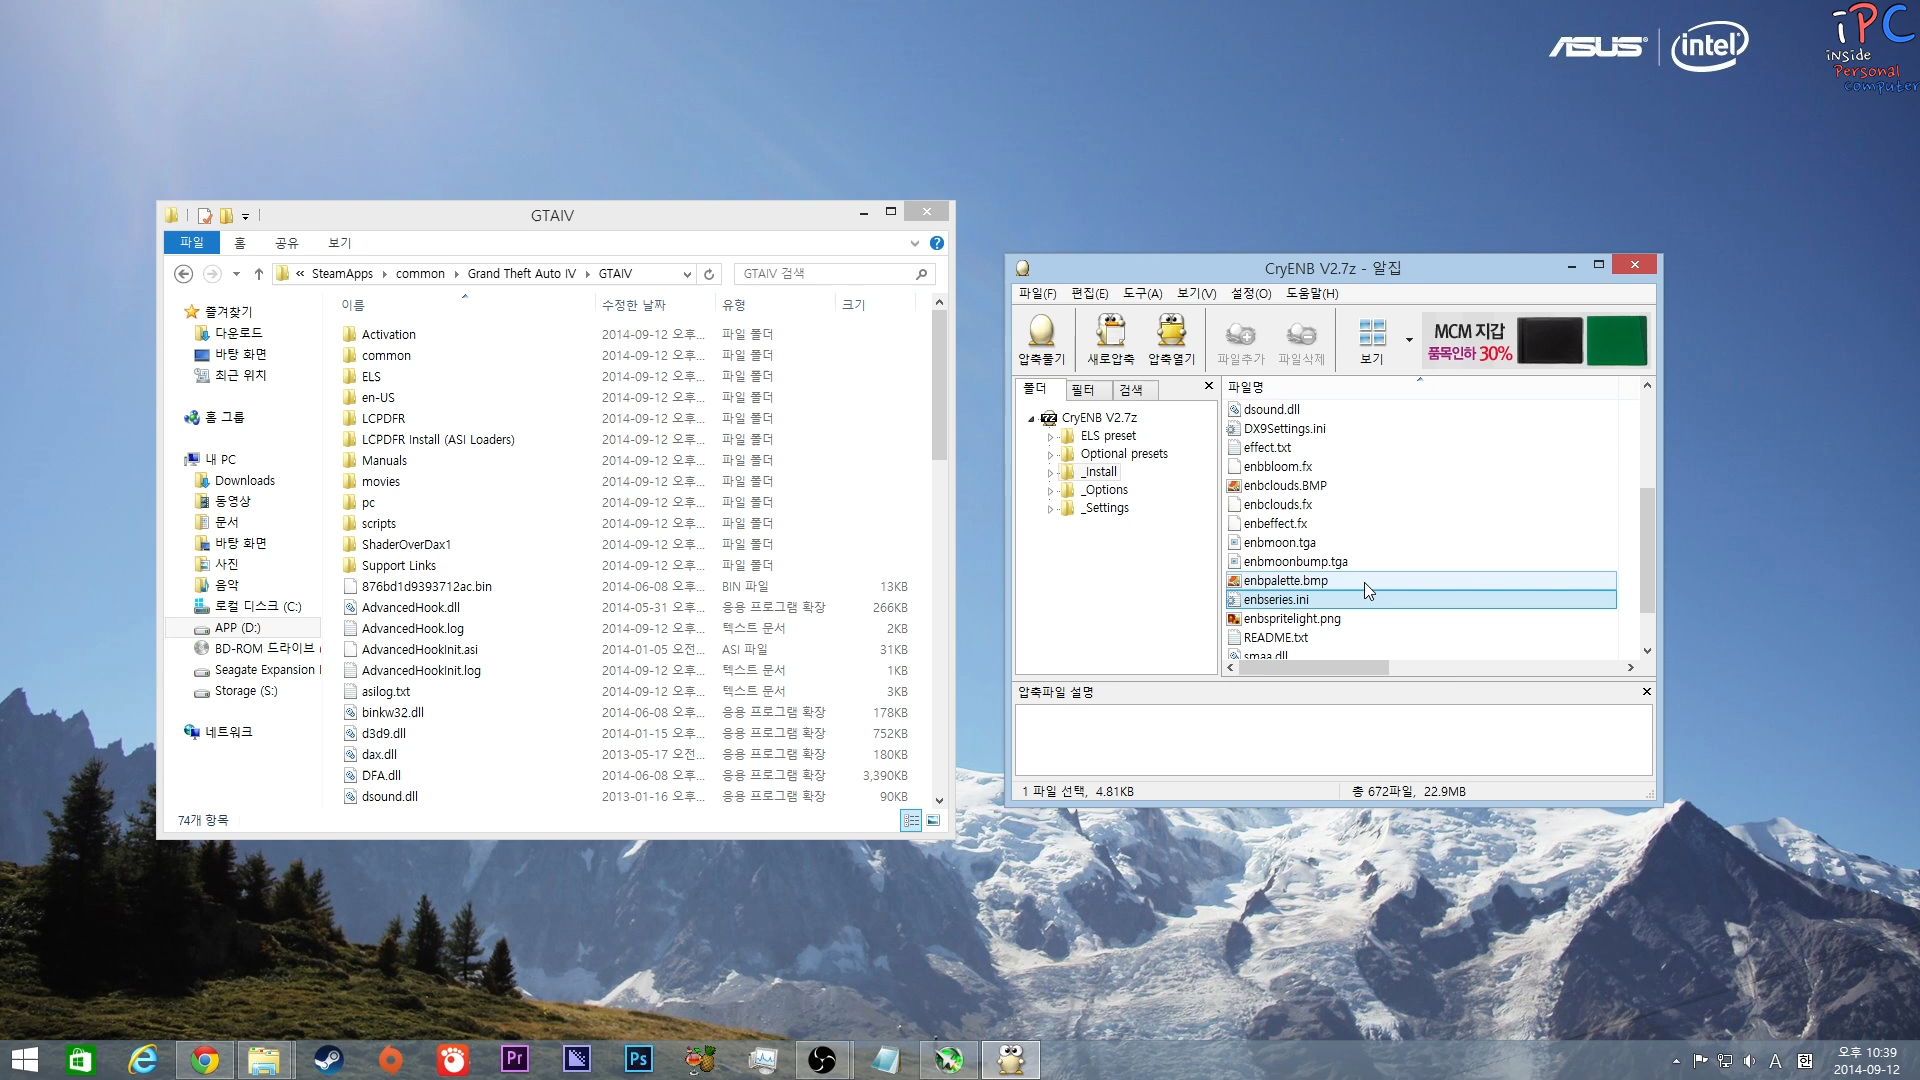 ASUS
intel
iPC
iNside
Personal
Computer
GTAIV
파일
홈
공유
보기
« SteamApps common Grand Theft Auto IV GTAIV
GTAIV 검색
즐겨찾기
다운로드
바탕 화면
최근 위치
홈 그룹
내 PC
Downloads
동영상
문서
바탕 화면
사진
음악
로컬 디스크 (C:)
APP (D:)
BD-ROM 드라이브 (
Seagate Expansion
Storage (S:)
네트워크
이름 수정한 날짜 유형 크기
Activation 2014-09-12 오후... 파일 폴더
common 2014-09-12 오후... 파일 폴더
ELS 2014-09-12 오후... 파일 폴더
en-US 2014-09-12 오후... 파일 폴더
LCPDFR 2014-09-12 오후... 파일 폴더
LCPDFR Install (ASI Loaders) 2014-09-12 오후... 파일 폴더
Manuals 2014-09-12 오후... 파일 폴더
movies 2014-09-12 오후... 파일 폴더
pc 2014-09-12 오후... 파일 폴더
scripts 2014-09-12 오후... 파일 폴더
ShaderOverDax1 2014-09-12 오후... 파일 폴더
Support Links 2014-09-12 오후... 파일 폴더
876bd1d9393712ac.bin 2014-06-08 오후... BIN 파일 13KB
AdvancedHook.dll 2014-05-31 오후... 응용 프로그램 확장 266KB
AdvancedHook.log 2014-09-12 오후... 텍스트 문서 2KB
AdvancedHookInit.asi 2014-01-05 오전... ASI 파일 31KB
AdvancedHookInit.log 2014-09-12 오후... 텍스트 문서 1KB
asilog.txt 2014-09-12 오후... 텍스트 문서 3KB
binkw32.dll 2014-06-08 오후... 응용 프로그램 확장 178KB
d3d9.dll 2014-01-15 오후... 응용 프로그램 확장 752KB
dax.dll 2013-05-17 오전... 응용 프로그램 확장 180KB
DFA.dll 2014-06-08 오후... 응용 프로그램 확장 3,390KB
dsound.dll 2013-01-16 오후... 응용 프로그램 확장 90KB
74개 항목
CryENB V2.7z - 알집
파일(F) 편집(E) 도구(A) 보기(V) 설정(O) 도움말(H)
압축풀기 새로압축 압축열기 파일추가 파일삭제 보기
MCM 지갑
품목인하 30%
폴더 필터 검색
CryENB V2.7z
ELS preset
Optional presets
_Install
_Options
_Settings
파일명
dsound.dll
DX9Settings.ini
effect.txt
enbbloom.fx
enbclouds.BMP
enbclouds.fx
enbeffect.fx
enbmoon.tga
enbmoonbump.tga
enbpalette.bmp
enbseries.ini
enbspritelight.png
README.txt
smaa.dll
압축파일 설명
1 파일 선택, 4.81KB
총 672파일, 22.9MB
Pr
Ps
A
한
오후 10:39
2014-09-12